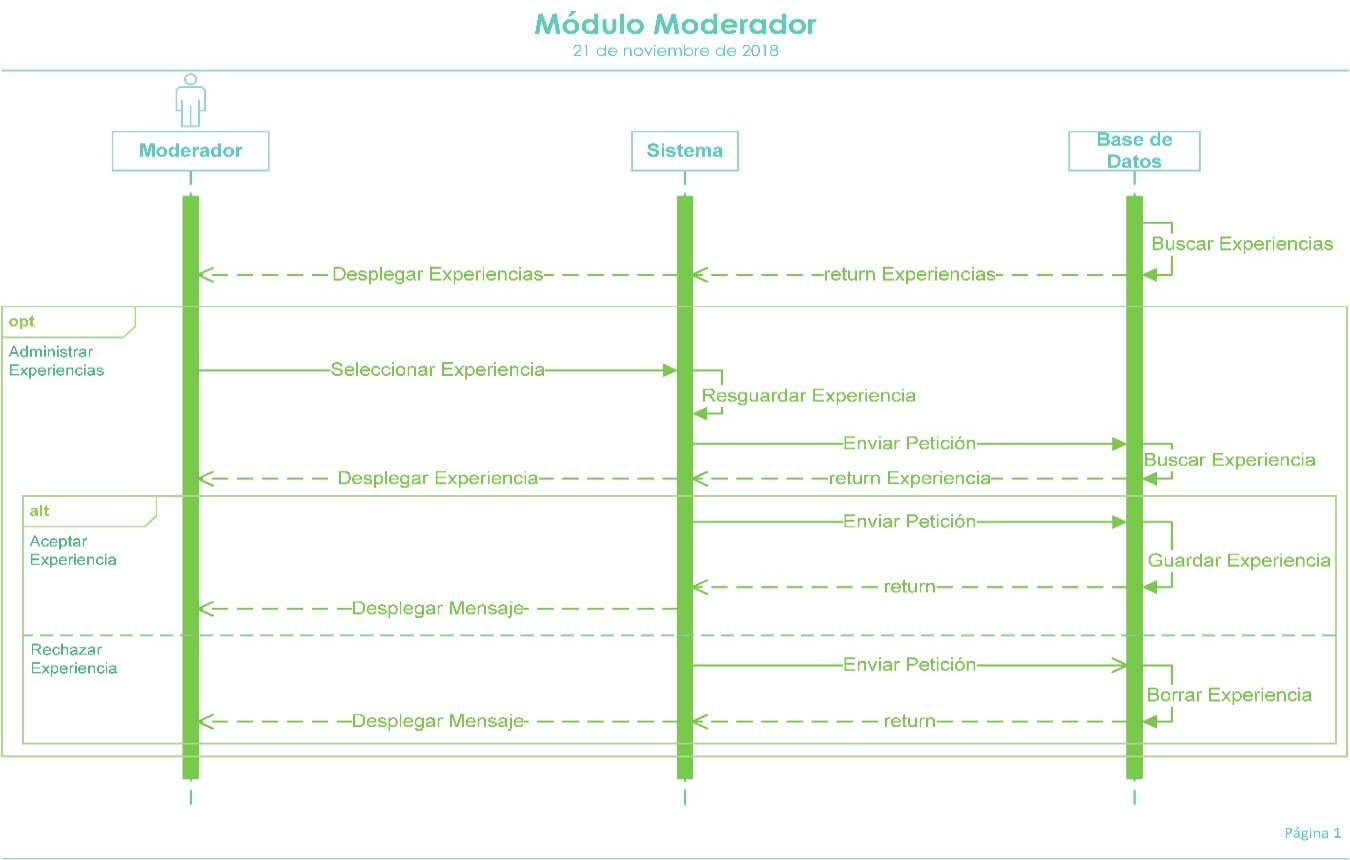 Módulo Moderador
21 de noviembre de 2018
Moderador
Sistema
Base de
Datos
Buscar Experiencias
Desplegar Experiencias
return Experiencias
opt
Administrar
Experiencias
Seleccionar Experiencia
Resguardar Experiencia
Enviar Petición
Buscar Experiencia
Desplegar Experiencia
return Experiencia
alt
Aceptar
Experiencia
Enviar Petición
Guardar Experiencia
return
Desplegar Mensaje
Rechazar
Experiencia
Enviar Petición
Borrar Experiencia
Desplegar Mensaje
return
Página 1